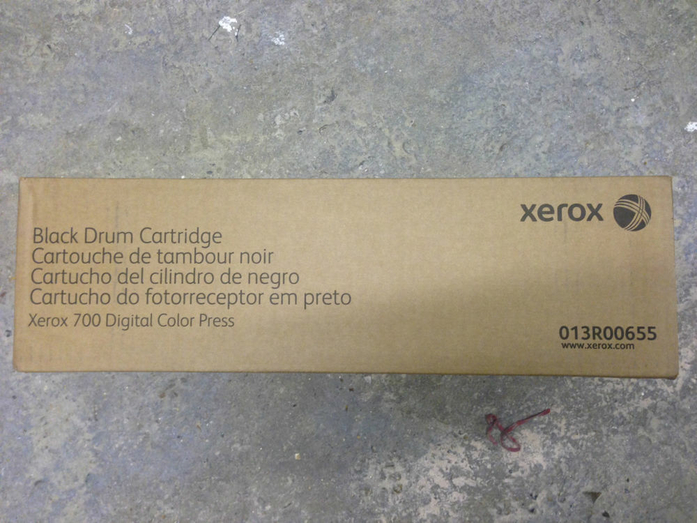 xerox
Black Drum Cartridge
Cartouche de tambour noir
Cartucho del cilindro de negro
Cartucho do fotorreceptor em preto
Xerox 700 Digital Color Press
013R00655
www.xerox.com